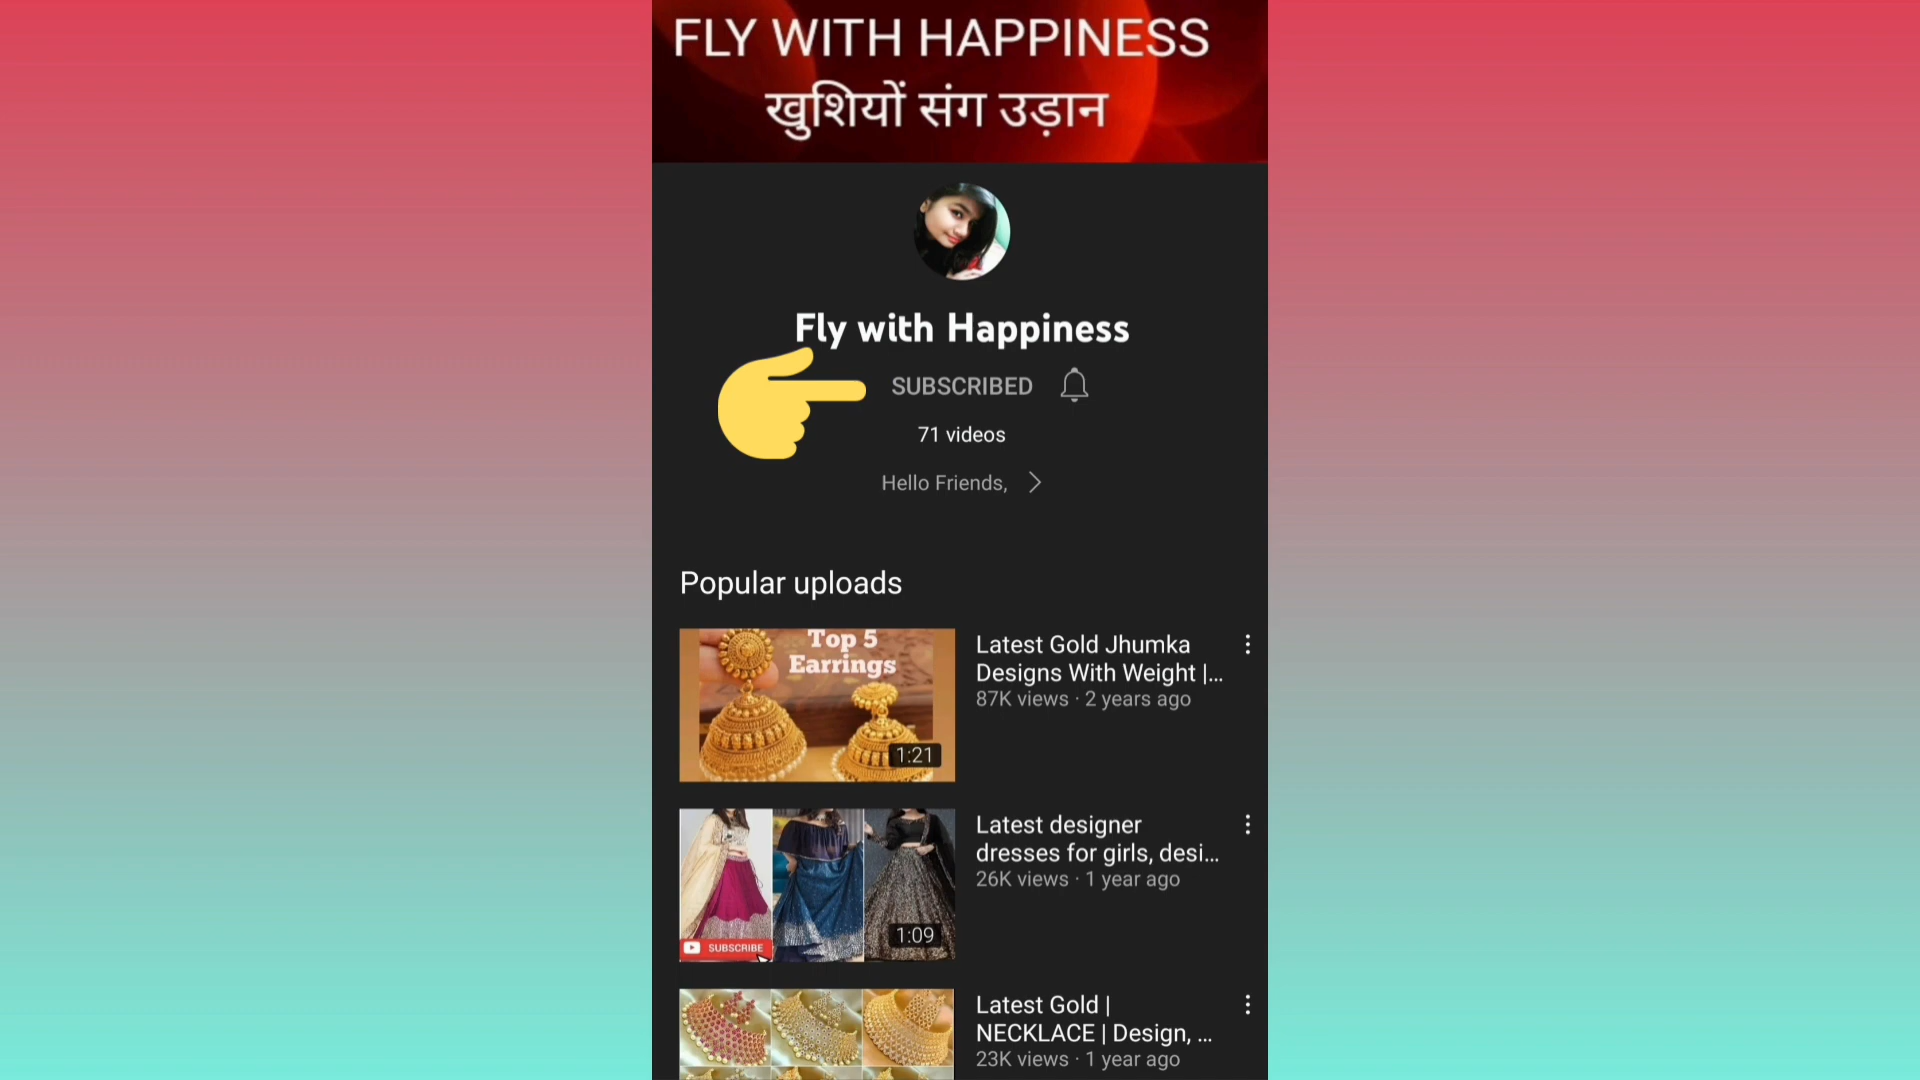 FLY WITH HAPPINESS
खुशियों संग उड़ान
Fly with Happiness
SUBSCRIBED
71 videos
Hello Friends,
Popular uploads
Top 5
Earrings
1:21
Latest Gold Jhumka
Designs With Weight |...
87K views · 2 years ago
SUBSCRIBE
1:09
Latest designer
dresses for girls, desi...
26K views · 1 year ago
Latest Gold |
NECKLACE | Design, ...
23K views · 1 year ago